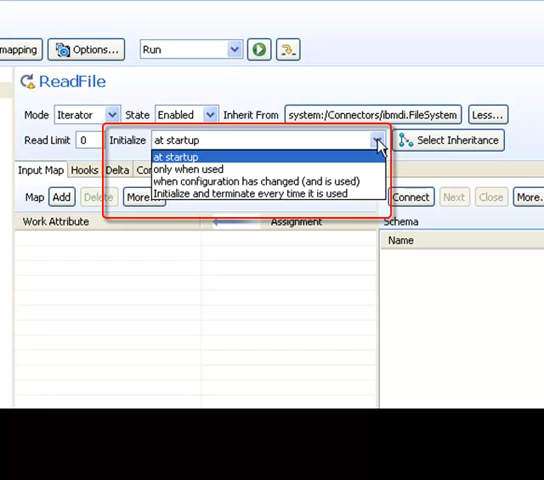 mapping Options... Run
ReadFile
Mode Iterator State Enabled Inherit From system:/Connectors/ibmdi.FileSystem Less...
Read Limit 0 Initialize at startup Select Inheritance
at startup
only when used
when configuration has changed (and is used)
Initialize and terminate every time it is used
Input Map Hooks Delta
Map Add Delete More... Connect Next Close More.
Work Attribute Assignment Schema
Name